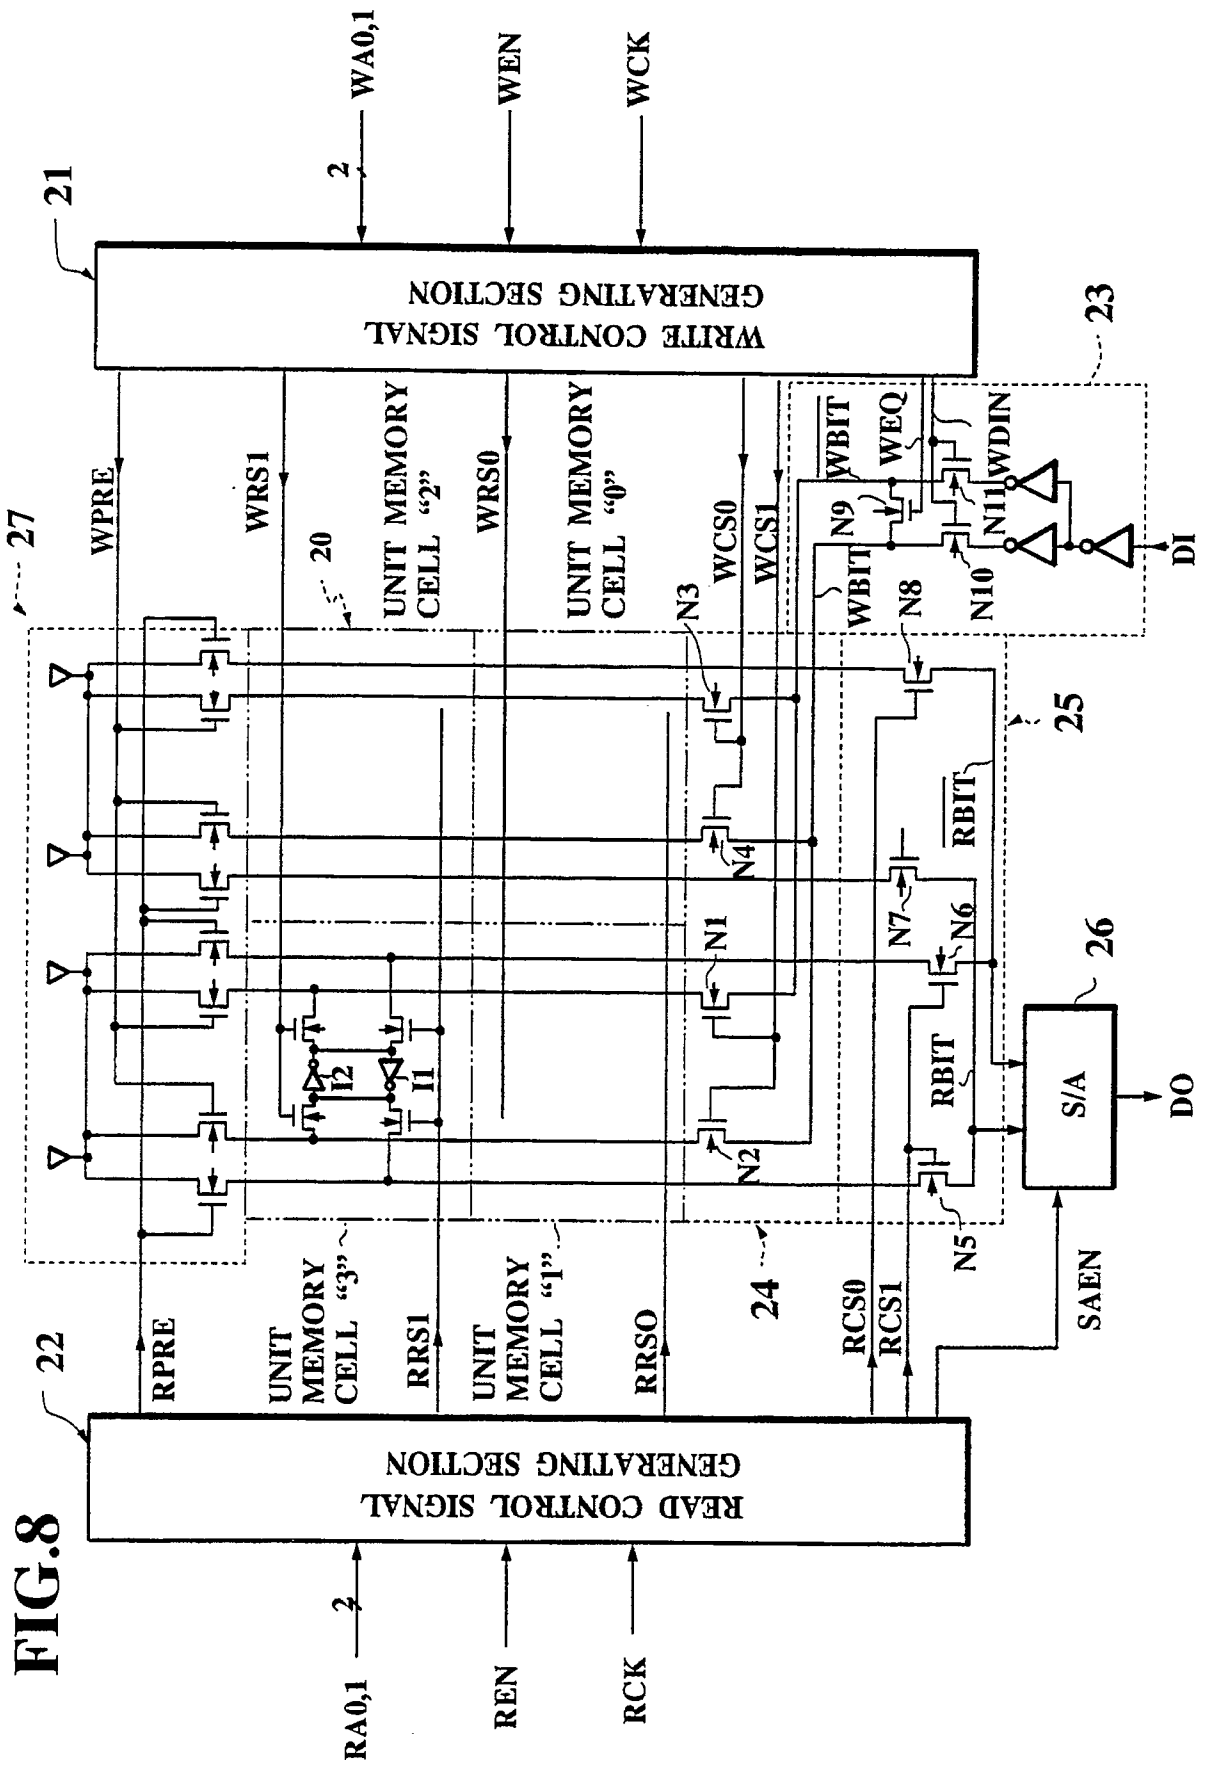 FIG.8
22
READ CONTROL SIGNAL
GENERATING SECTION
RA0,1
2
REN
RCK
RPRE
UNIT
MEMORY
CELL “3”
RRS1
UNIT
MEMORY
CELL “1”
RRSO
24
RCS0
RCS1
SAEN
27
WPRE
WRS1
20
UNIT MEMORY
CELL “2”
WRS0
UNIT MEMORY
CELL “0”
I2
I1
N1
N2
N3
N4
WCS0
WCS1
N5
N6
N7
N8
RBIT
RBIT
25
S/A
26
DO
WBIT
WBIT
N9
WEQ
WDIN
N10
N11
DI
23
21
WRITE CONTROL SIGNAL
GENERATING SECTION
2
WA0,1
WEN
WCK